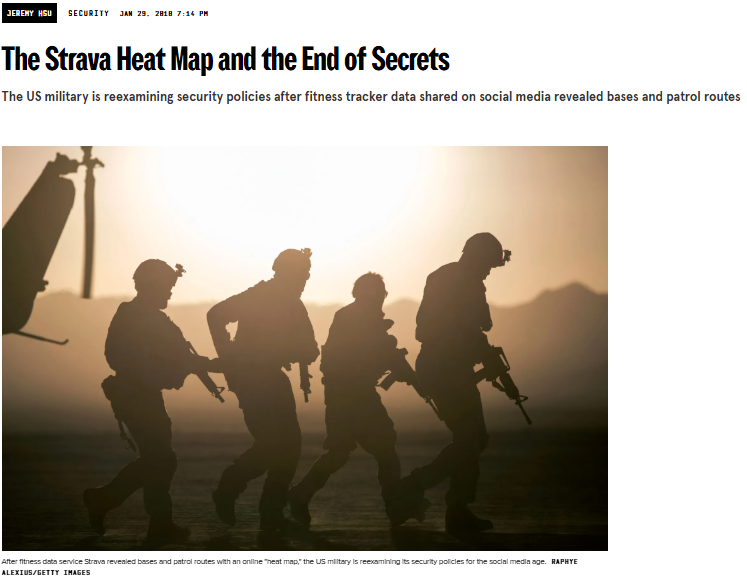 JEREMY HSU SECURITY JAN 29, 2018 7:14 PM
The Strava Heat Map and the End of Secrets
The US military is reexamining security policies after fitness tracker data shared on social media revealed bases and patrol routes
After fitness data service Strava revealed bases and patrol routes with an online "heat map," the US military is reexamining its security policies for the social media age. RAPHYE
ALEXIUS/GETTY IMAGES